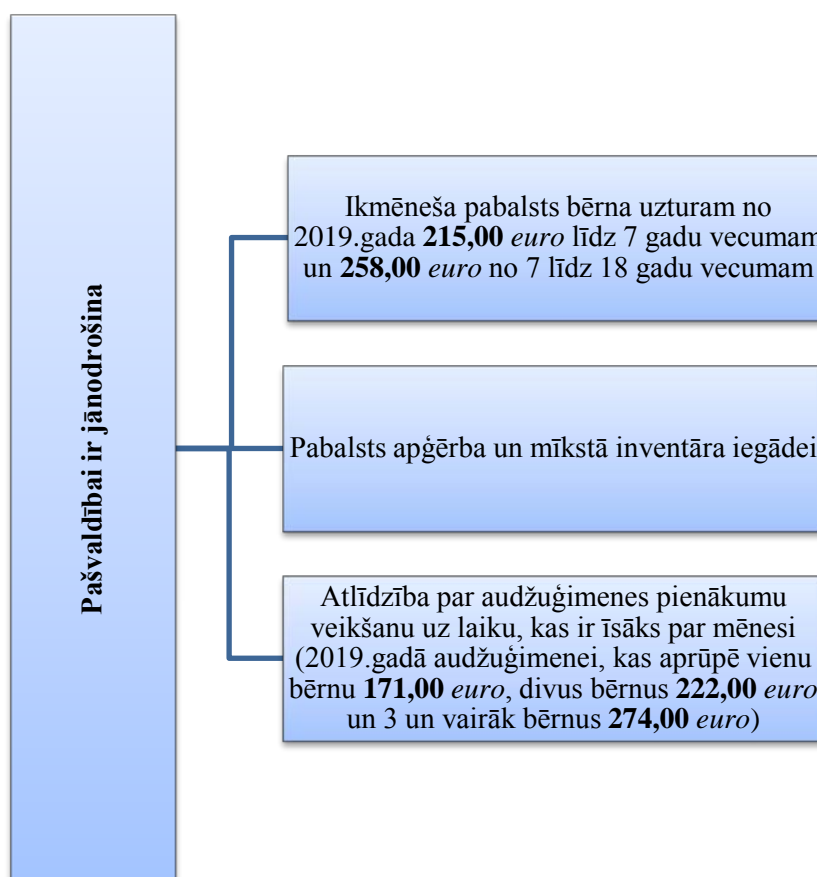 Pašvaldībai ir jānodrošina
Ikmēneša pabalsts bērna uzturam no
2019.gada 215,00 euro līdz 7 gadu vecumam
un 258,00 euro no 7 līdz 18 gadu vecumam
Pabalsts apģērba un mīkstā inventāra iegādei
Atlīdzība par audžuģimenes pienākumu
veikšanu uz laiku, kas ir īsāks par mēnesi
(2019.gadā audžuģimenei, kas aprūpē vienu
bērnu 171,00 euro, divus bērnus 222,00 euro
un 3 un vairāk bērnus 274,00 euro)